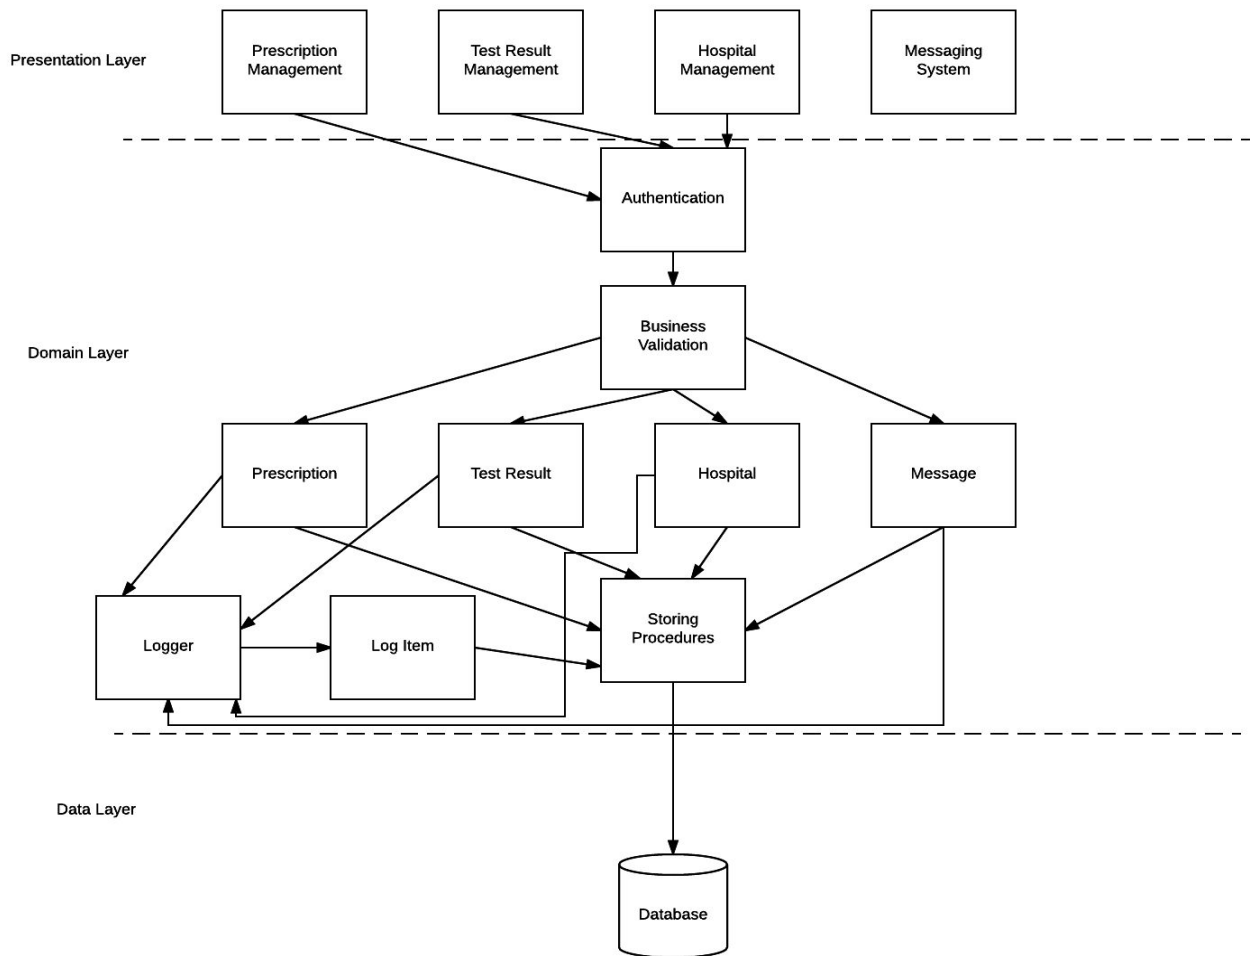 Presentation Layer
Prescription
Management
Test Result
Management
Hospital
Management
Messaging
System
Authentication
Domain Layer
Business
Validation
Prescription
Test Result
Hospital
Message
Logger
Log Item
Storing
Procedures
Data Layer
Database